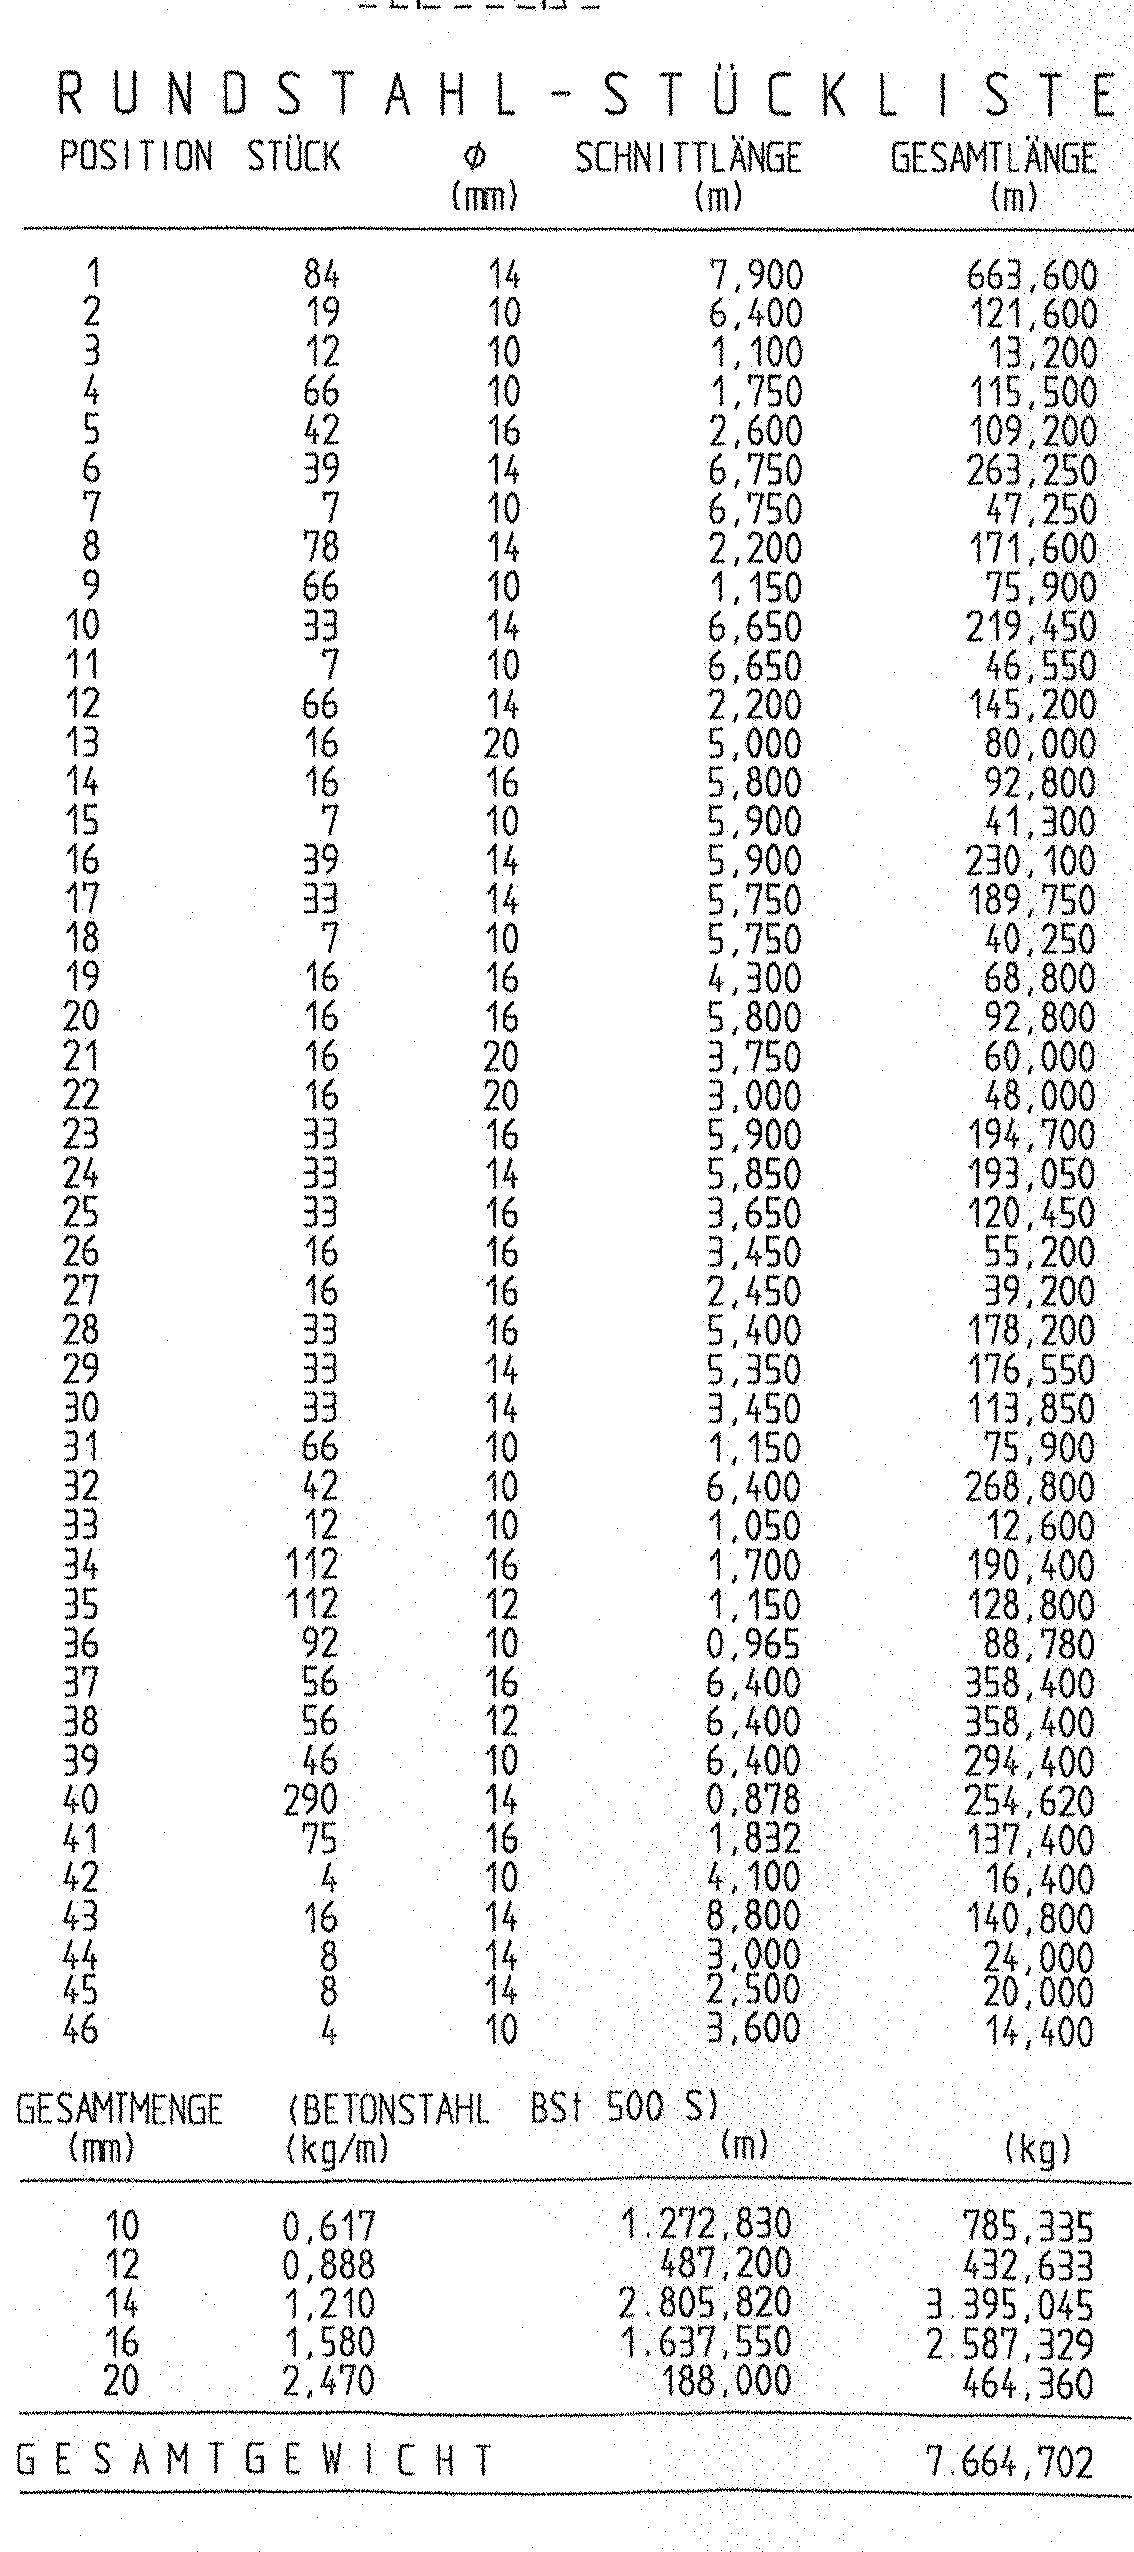 RUNDSTAHL-STÜCKLISTE
POSITION STÜCK Ø SCHNITTLÄNGE GESAMTLÄNGE
(mm) (m) (m)
1 84 14 7,900 663,600
2 19 10 6,400 121,600
3 12 10 1,100 13,200
4 66 10 1,750 115,500
5 42 16 2,600 109,200
6 39 14 6,750 263,250
7 7 10 6,750 47,250
8 78 14 2,200 171,600
9 66 10 1,150 75,900
10 33 14 6,650 219,450
11 7 10 6,650 46,550
12 66 14 2,200 145,200
13 16 20 5,000 80,000
14 16 16 5,800 92,800
15 7 10 5,900 41,300
16 39 14 5,900 230,100
17 33 14 5,750 189,750
18 7 10 5,750 40,250
19 16 16 4,300 68,800
20 16 16 5,800 92,800
21 16 20 3,750 60,000
22 16 20 3,000 48,000
23 33 16 5,900 194,700
24 33 14 5,850 193,050
25 33 16 3,650 120,450
26 16 16 3,450 55,200
27 16 16 2,450 39,200
28 33 16 5,400 178,200
29 33 14 5,350 176,550
30 33 14 3,450 113,850
31 66 10 1,150 75,900
32 42 10 6,400 268,800
33 12 10 1,050 12,600
34 112 16 1,700 190,400
35 112 12 1,150 128,800
36 92 10 0,965 88,780
37 56 16 6,400 358,400
38 56 12 6,400 358,400
39 46 10 6,400 294,400
40 290 14 0,878 254,620
41 75 16 1,832 137,400
42 4 10 4,100 16,400
43 16 14 8,800 140,800
44 8 14 3,000 24,000
45 8 14 2,500 20,000
46 4 10 3,600 14,400
GESAMTMENGE (BETONSTAHL BSt 500 S)
(mm) (kg/m) (m) (kg)
10 0,617 1.272,830 785,335
12 0,888 487,200 432,633
14 1,210 2.805,820 3.395,045
16 1,580 1.637,550 2.587,329
20 2,470 188,000 464,360
GESAMTGEWICHT 7.664,702